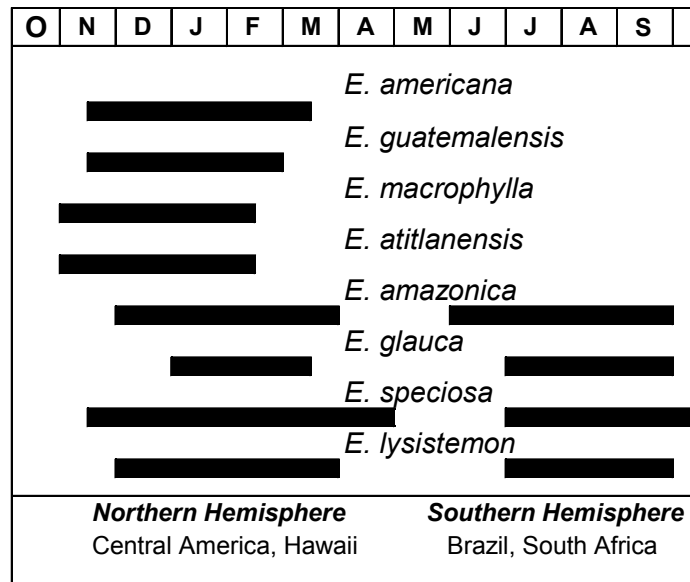 O N D J F M A M J J A S
E. americana
E. guatemalensis
E. macrophylla
E. atitlanensis
E. amazonica
E. glauca
E. speciosa
E. lysistemon
Northern Hemisphere Southern Hemisphere
Central America, Hawaii Brazil, South Africa